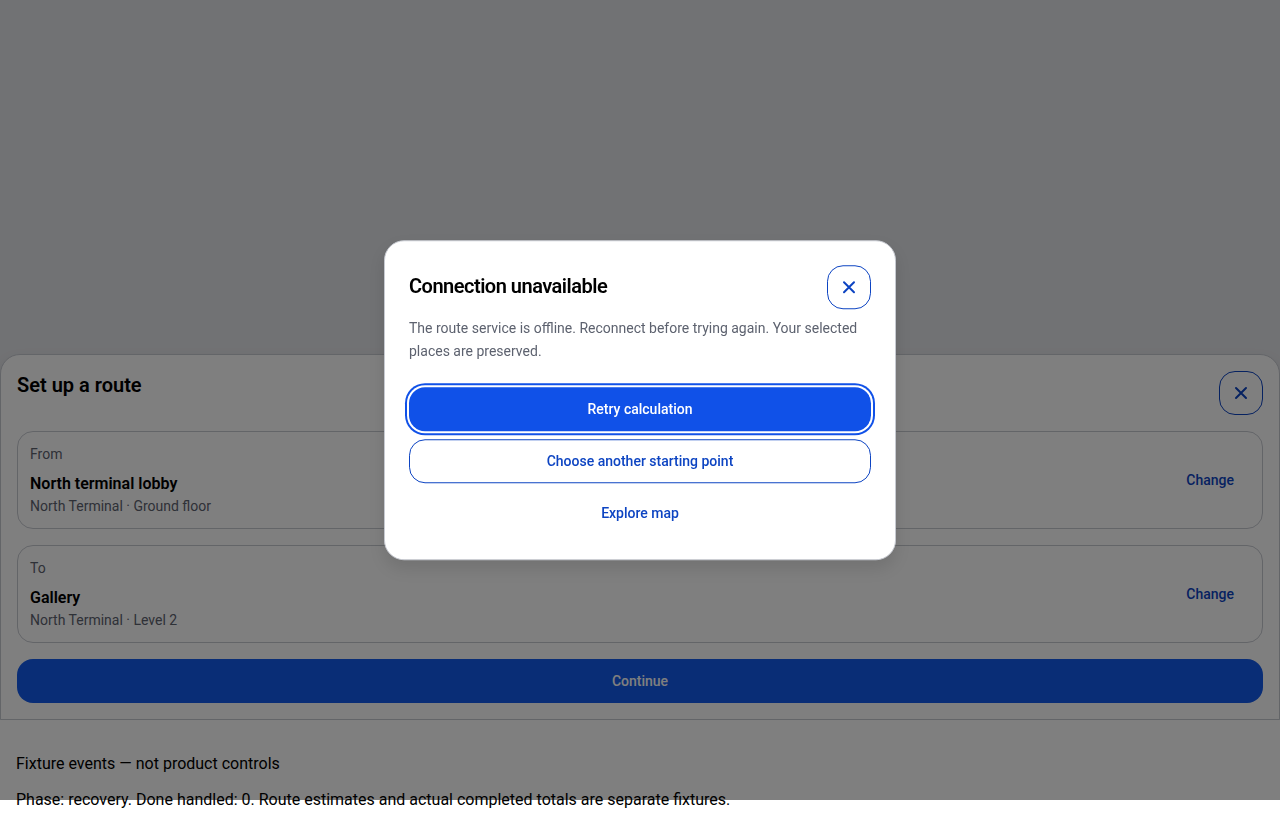 Connection unavailable
The route service is offline. Reconnect before trying again. Your selected
places are preserved.
Retry calculation
Choose another starting point
Explore map
Set up a route
From
North terminal lobby
North Terminal · Ground floor
Change
To
Gallery
North Terminal · Level 2
Change
Continue
Fixture events — not product controls
Phase: recovery. Done handled: 0. Route estimates and actual completed totals are separate fixtures.